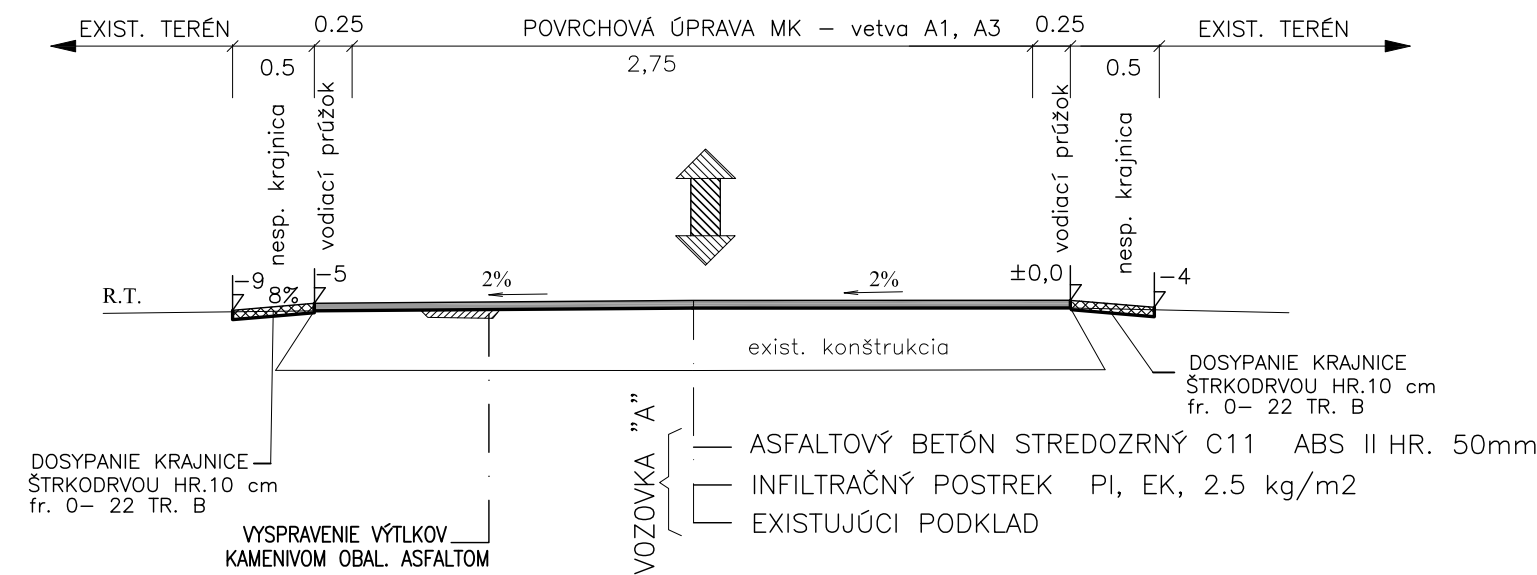 EXIST. TERÉN
0.25
POVRCHOVÁ ÚPRAVA MK – vetva A1, A3
0.25
EXIST. TERÉN
0.5
2,75
0.5
nesp. krajnica
vodiací prúžok
vodiací prúžok
nesp. krajnica
R.T.
-9
8%
-5
2%
2%
±0,0
-4
exist. konštrukcia
DOSYPANIE KRAJNICE
ŠTRKODRVOU HR.10 cm
fr. 0– 22 TR. B
DOSYPANIE KRAJNICE
ŠTRKODRVOU HR.10 cm
fr. 0– 22 TR. B
VYSPRAVENIE VÝTLKOV
KAMENIVOM OBAL. ASFALTOM
VOZOVKA "A"
ASFALTOVÝ BETÓN STREDOZRNÝ C11 ABS II HR. 50mm
INFILTRAČNÝ POSTREK PI, EK, 2.5 kg/m2
EXISTUJÚCI PODKLAD